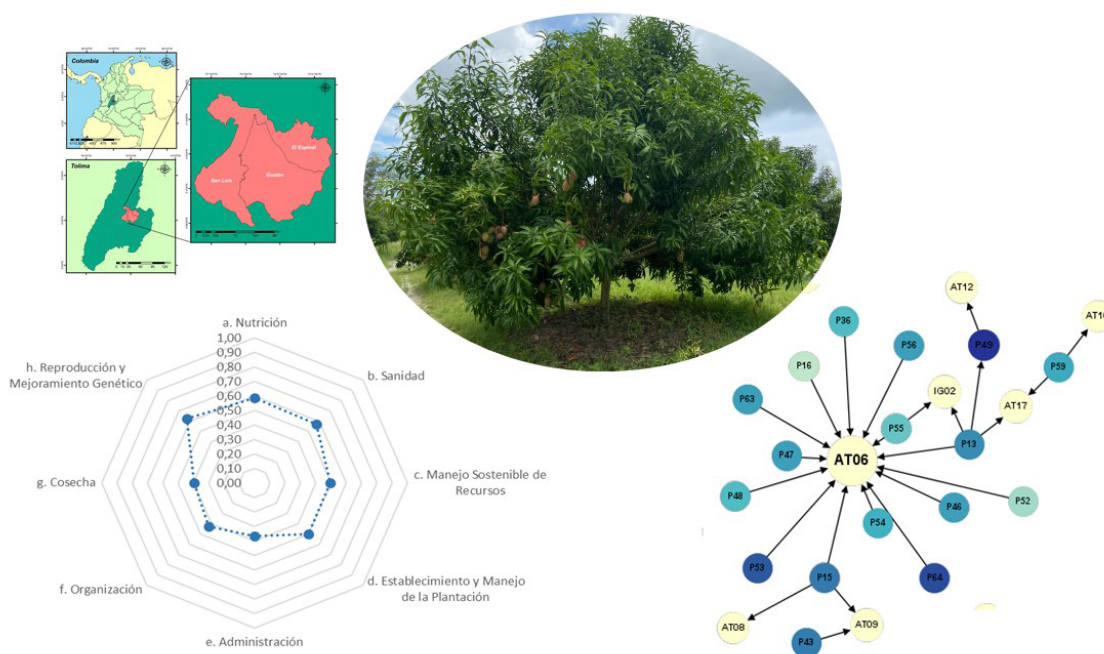 Colombia
Tolima
El Espinal
San Luis
Guamo
a. Nutrición
1,00
0,90
0,80
0,70
0,60
0,50
0,40
0,30
0,20
0,10
0,00
b. Sanidad
c. Manejo Sostenible de
Recursos
d. Establecimiento y Manejo
de la Plantación
e. Administración
f. Organización
g. Cosecha
h. Reproducción y
Mejoramiento Genético
AT12
P36
P56
P49
P16
P59
IG02
AT17
P63
P55
P13
AT06
P47
P48
P46
P52
P54
P53
P15
P64
AT08
AT09
P43